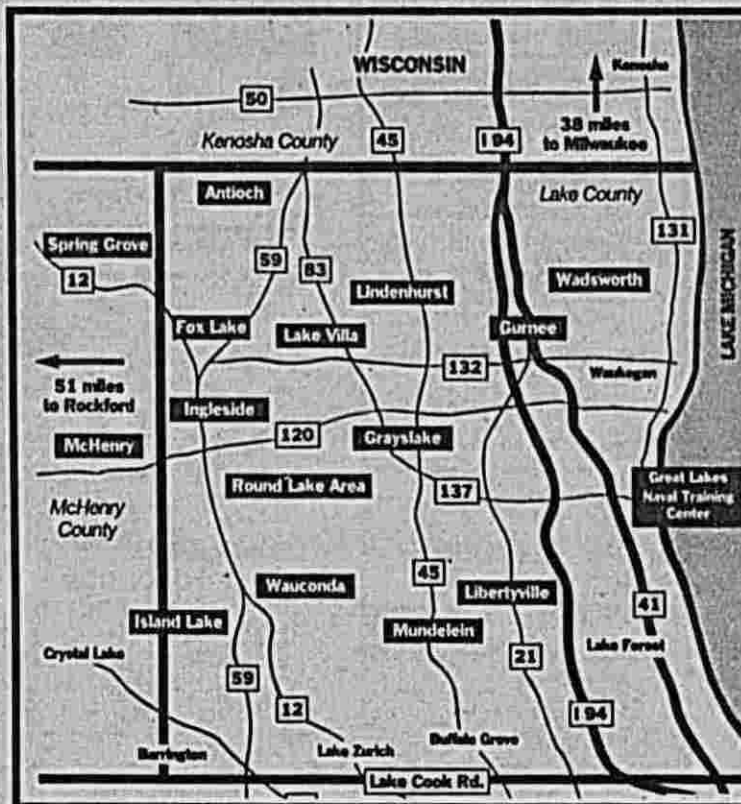 WISCONSIN
Kenosha
50
Kenosha County
45
I 94
38 miles
to Milwaukee
Antioch
Lake County
131
Spring Grove
12
59
83
Lindenhurst
Wadsworth
LAKE MICHIGAN
Fox Lake
Lake Villa
Gurnee
51 miles
to Rockford
132
Waukegan
Ingleside
McHenry
120
Grayslake
McHenry
County
Round Lake Area
137
Great Lakes
Naval Training
Center
Wauconda
45
Libertyville
Island Lake
Mundelein
41
Crystal Lake
59
21
Lake Forest
12
I 94
Barrington
Lake Zurich
Buffalo Grove
Lake Cook Rd.